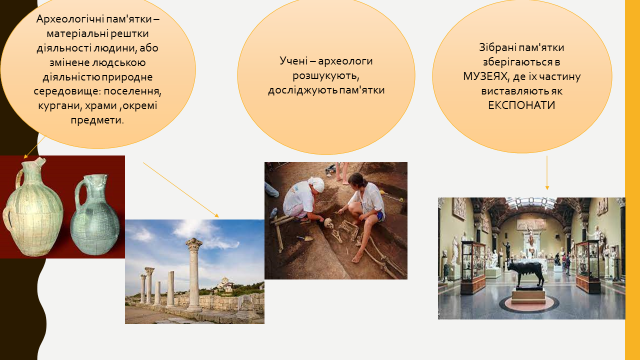 Археологічні пам'ятки –
матеріальні рештки
діяльності людини, або
змінене людською
діяльністю природне
середовище: поселення,
кургани, храми ,окремі
предмети.
Учені – археологи
розшукують,
досліджують пам'ятки
Зібрані пам'ятки
зберігаються в
МУЗЕЯХ, де їх частину
виставляють як
ЕКСПОНАТИ